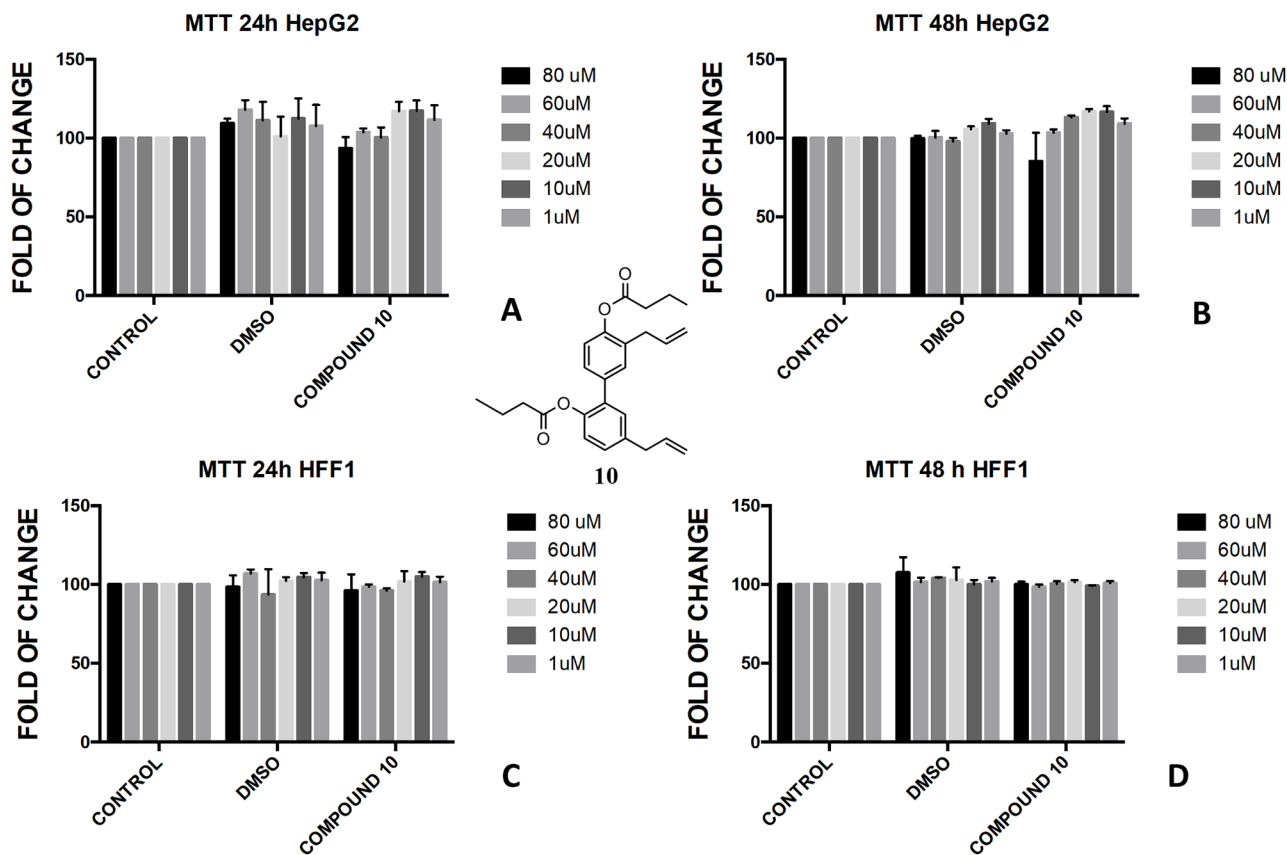 MTT 24h HepG2
FOLD OF CHANGE
150
100
50
0
CONTROL
DMSO
COMPOUND 10
80 uM
60uM
40uM
20uM
10uM
1uM
A
MTT 48h HepG2
FOLD OF CHANGE
150
100
50
0
CONTROL
DMSO
COMPOUND 10
80 uM
60uM
40uM
20uM
10uM
1uM
B
O
O
O
O
10
MTT 24h HFF1
FOLD OF CHANGE
150
100
50
0
CONTROL
DMSO
COMPOUND 10
80 uM
60uM
40uM
20uM
10uM
1uM
C
MTT 48 h HFF1
FOLD OF CHANGE
150
100
50
0
CONTROL
DMSO
COMPOUND 10
80 uM
60uM
40uM
20uM
10uM
1uM
D